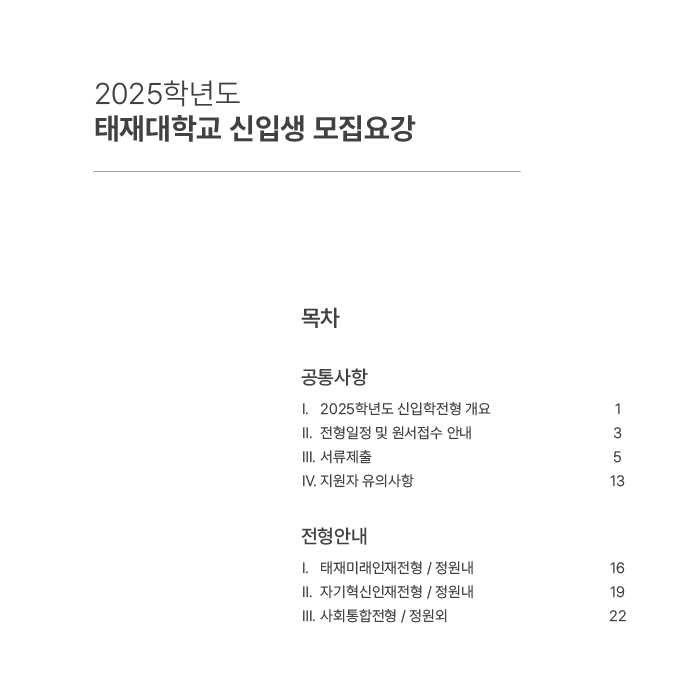 2025학년도
태재대학교 신입생 모집요강
목차
공통사항
I. 2025학년도 신입학전형 개요 1
II. 전형일정 및 원서접수 안내 3
III. 서류제출 5
IV. 지원자 유의사항 13
전형안내
I. 태재미래인재전형 / 정원내 16
II. 자기혁신인재전형 / 정원내 19
III. 사회통합전형 / 정원외 22